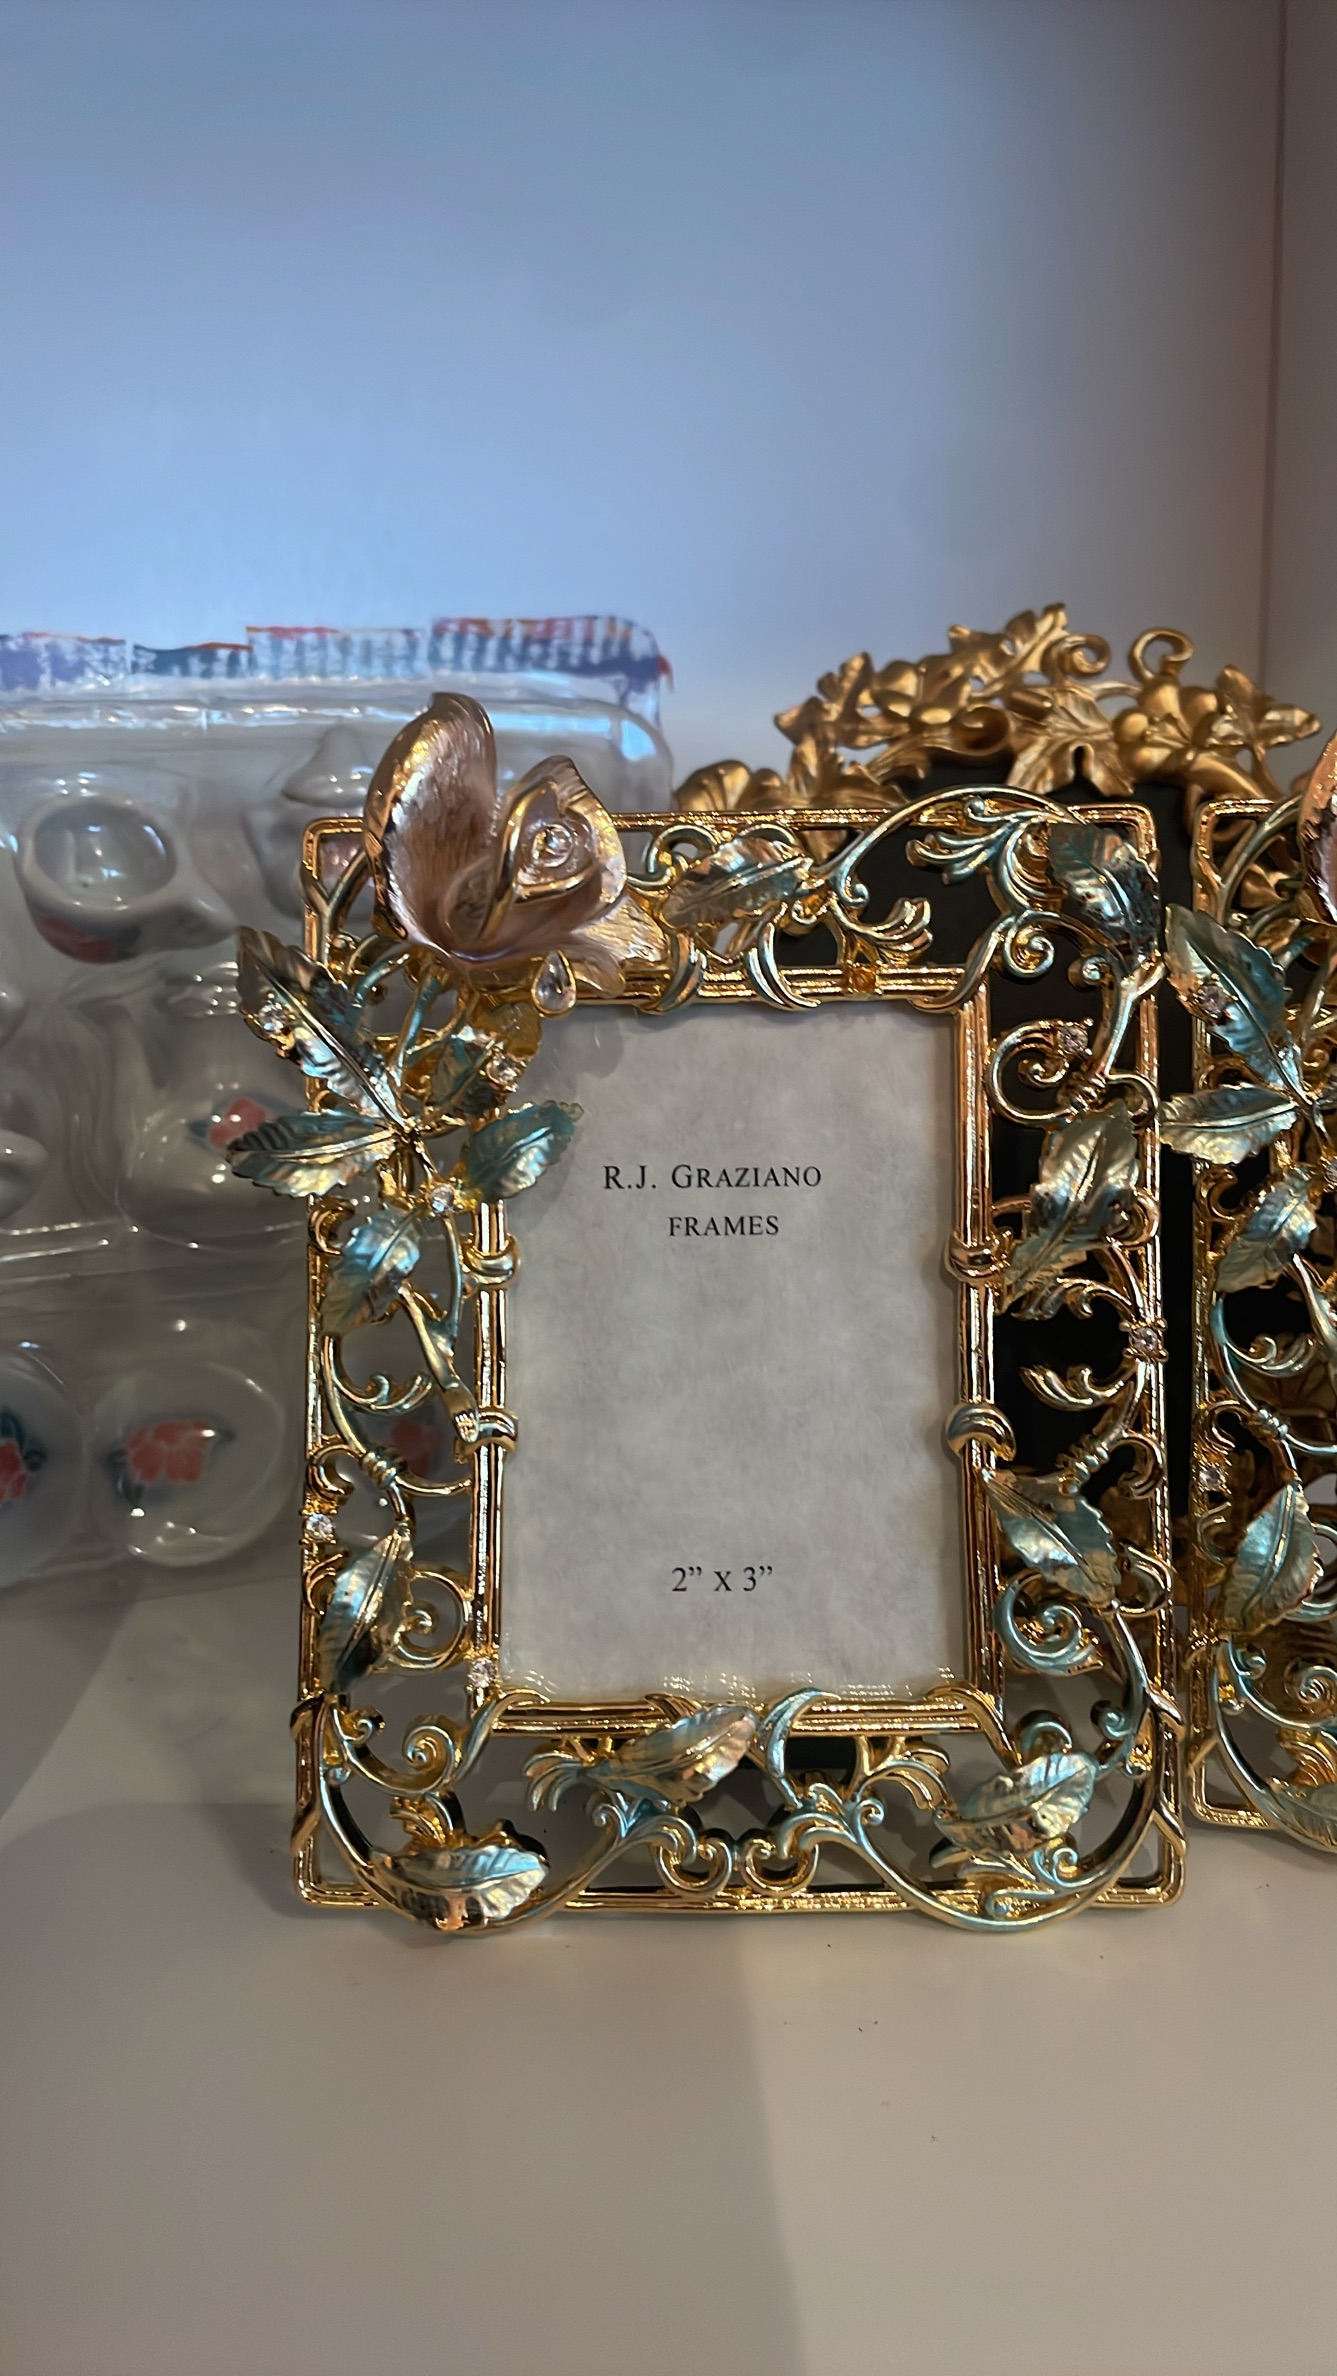 R.J. GRAZIANO
FRAMES
2” x 3”